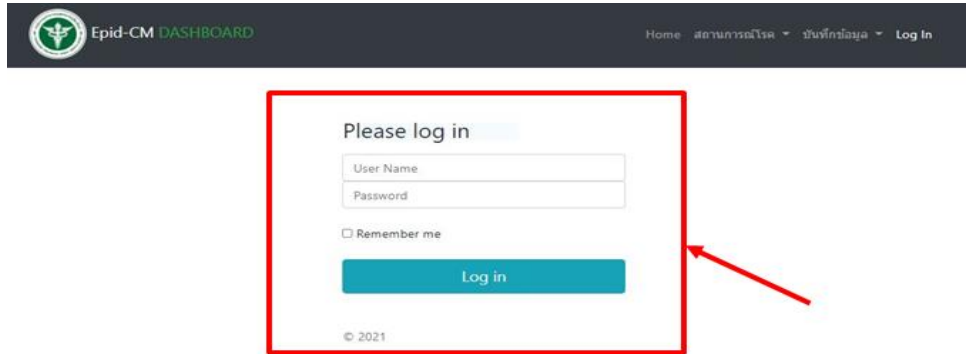 Epid-CM DASHBOARD
Home สถานการณ์โรค บันทึกข้อมูล Log In
Please log in
User Name
Password
Remember me
Log in
© 2021